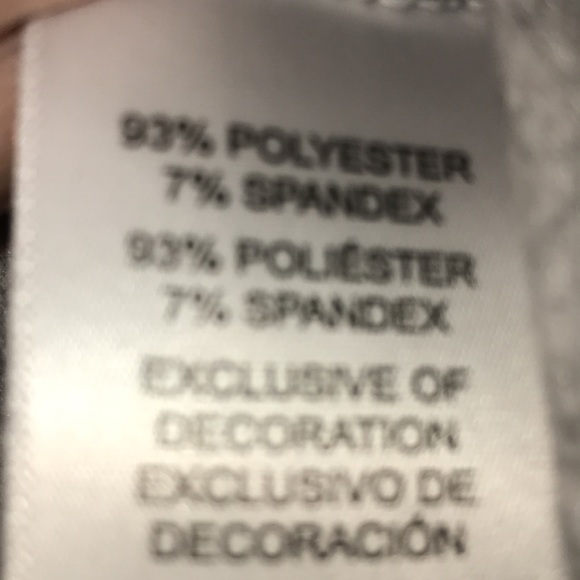 93% POLYESTER
7% SPANDEX
93% POLIÉSTER
7% SPANDEX
EXCLUSIVE OF
DECORATION
EXCLUSIVO DE
DECORACIÓN